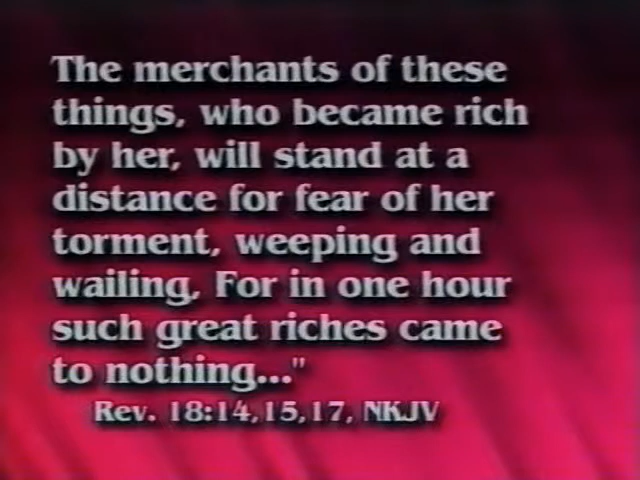 The merchants of these
things, who became rich
by her, will stand at a
distance for fear of her
torment, weeping and
wailing, For in one hour
such great riches came
to nothing..."
Rev. 18:14,15,17, NKJV